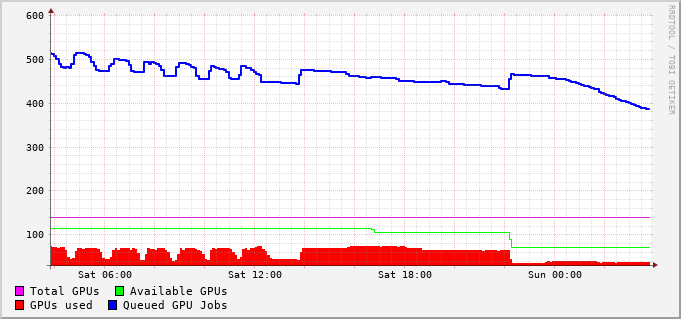 600
500
400
300
200
100
Sat 06:00 Sat 12:00 Sat 18:00 Sun 00:00
Total GPUs Available GPUs
GPUs used Queued GPU Jobs
RRDTOOL / TOBI OETIKER